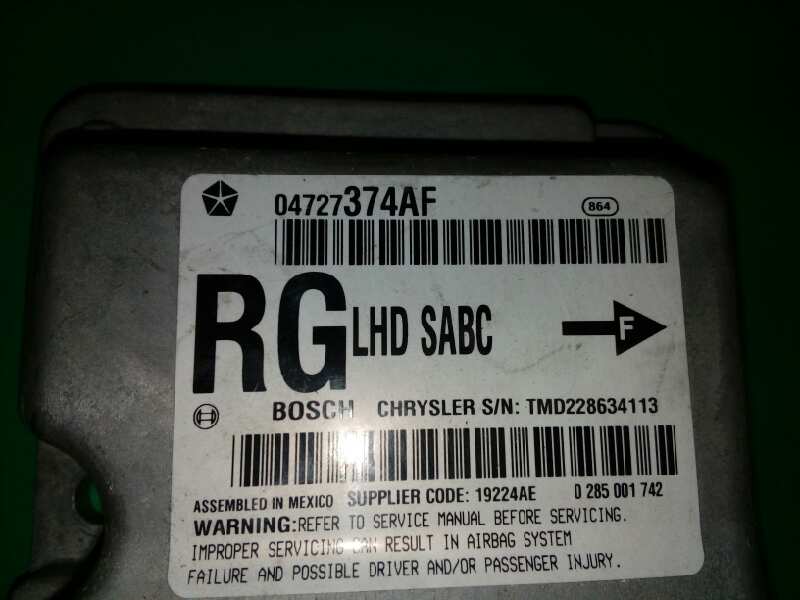 04727374AF 864
RG LHD SABC F
BOSCH CHRYSLER S/N: TMD228634113
ASSEMBLED IN MEXICO SUPPLIER CODE: 19224AE 0 285 001 742
WARNING:REFER TO SERVICE MANUAL BEFORE SERVICING.
IMPROPER SERVICING CAN RESULT IN AIRBAG SYSTEM
FAILURE AND POSSIBLE DRIVER AND/OR PASSENGER INJURY.